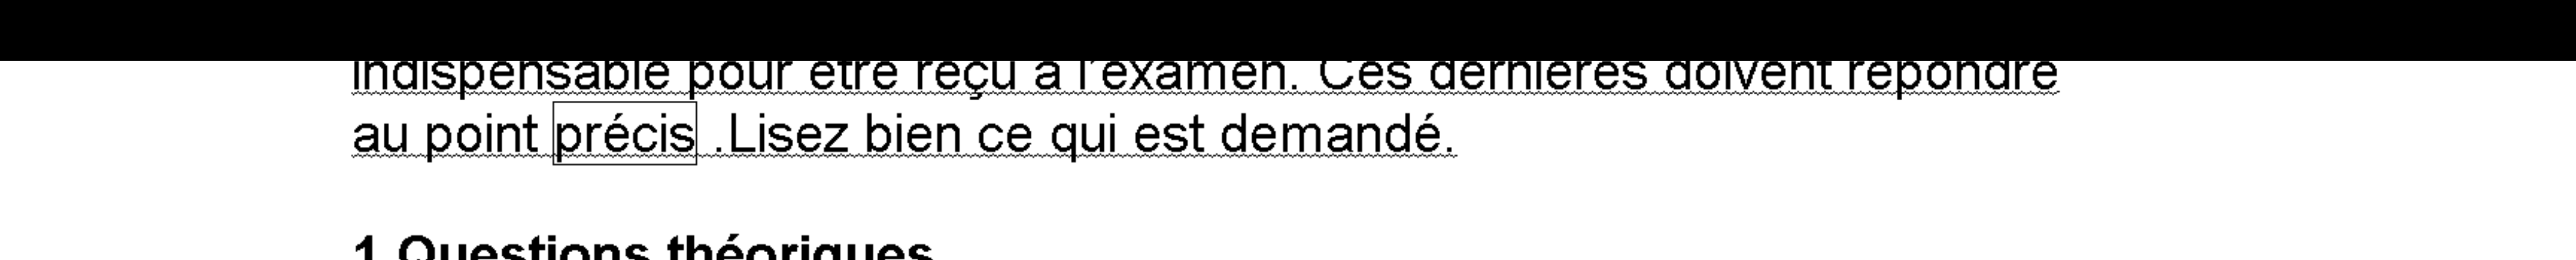 indispensable pour être reçu à l'examen. Ces dernières doivent répondre
au point précis .Lisez bien ce qui est demandé.
1 Questions théoriques